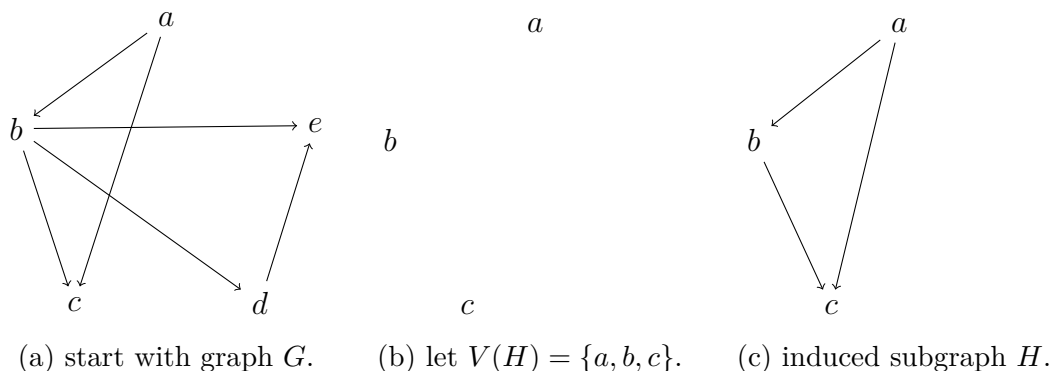 a
b
e
c
d
(a) start with graph G.
a
b
c
(b) let V(H) = {a, b, c}.
a
b
c
(c) induced subgraph H.